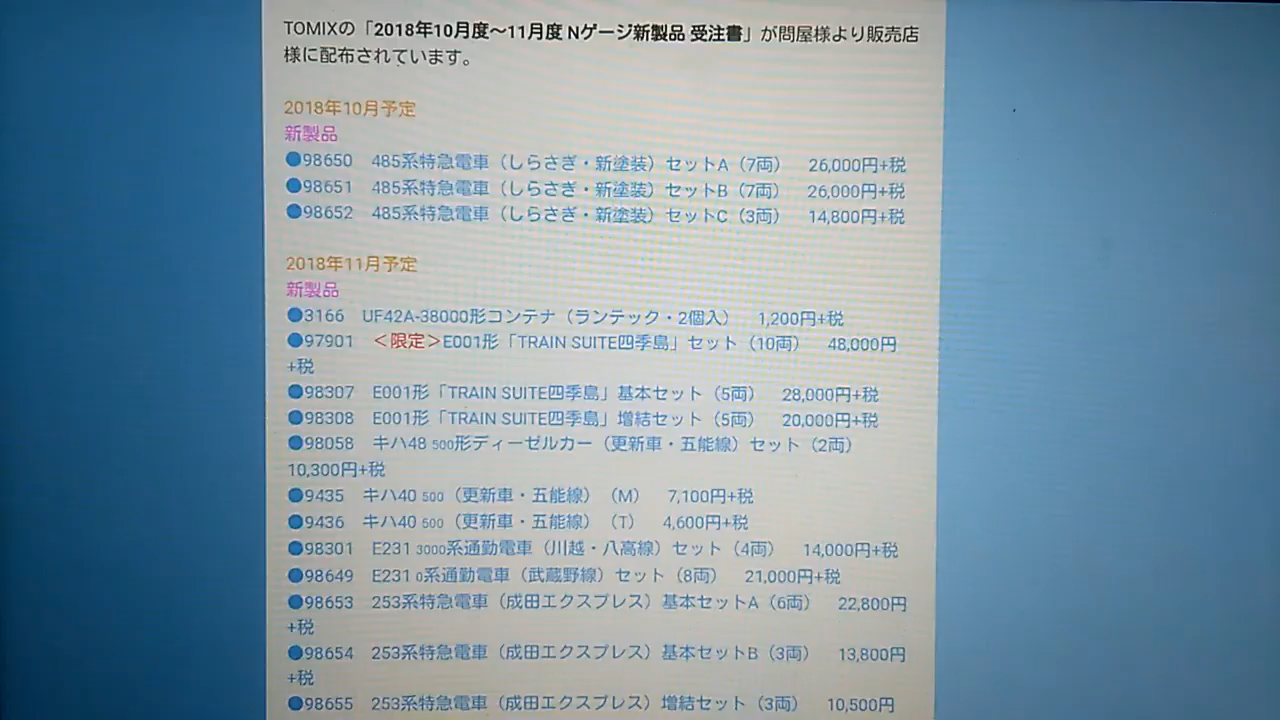 TOMIXの「2018年10月度～11月度 Nゲージ新製品 受注書」が問屋様より販売店
様に配布されています。
2018年10月予定
新製品
●98650 485系特急電車（しらさぎ・新塗装）セットA（7両） 26,000円+税
●98651 485系特急電車（しらさぎ・新塗装）セットB（7両） 26,000円+税
●98652 485系特急電車（しらさぎ・新塗装）セットC（3両） 14,800円+税
2018年11月予定
新製品
●3166 UF42A-38000形コンテナ（ランテック・2個入） 1,200円+税
●97901 ＜限定＞E001形「TRAIN SUITE四季島」セット（10両） 48,000円
+税
●98307 E001形「TRAIN SUITE四季島」基本セット（5両） 28,000円+税
●98308 E001形「TRAIN SUITE四季島」増結セット（5両） 20,000円+税
●98058 キハ48 500形ディーゼルカー（更新車・五能線）セット（2両）
10,300円+税
●9435 キハ40 500（更新車・五能線）（M） 7,100円+税
●9436 キハ40 500（更新車・五能線）（T） 4,600円+税
●98301 E231 3000系通勤電車（川越・八高線）セット（4両） 14,000円+税
●98649 E231 0系通勤電車（武蔵野線）セット（8両） 21,000円+税
●98653 253系特急電車（成田エクスプレス）基本セットA（6両） 22,800円
+税
●98654 253系特急電車（成田エクスプレス）基本セットB（3両） 13,800円
+税
●98655 253系特急電車（成田エクスプレス）増結セット（3両） 10,500円